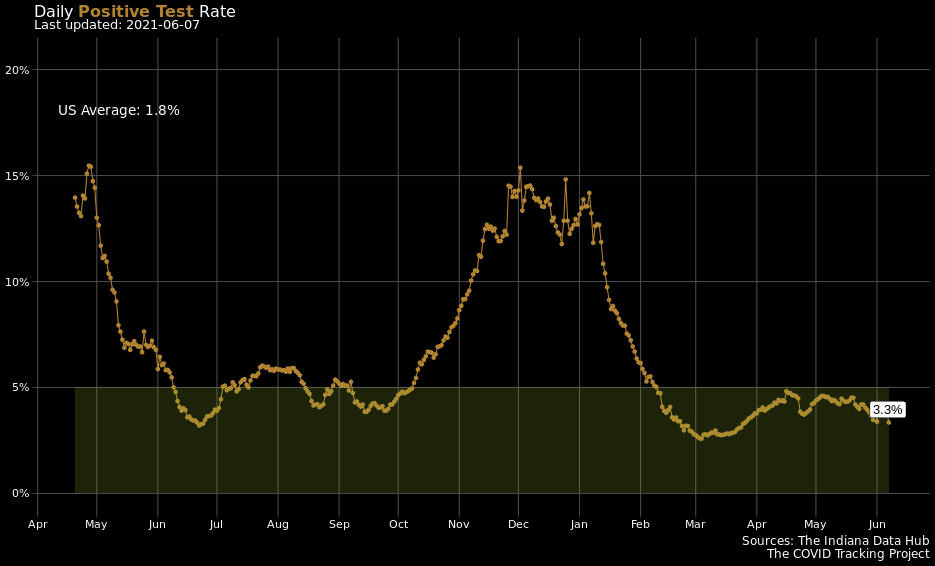 Daily Positive Test Rate
Last updated: 2021-06-07
20%
US Average: 1.8%
15%
10%
5%
3.3%
0%
Apr May Jun Jul Aug Sep Oct Nov Dec Jan Feb Mar Apr May Jun
Sources: The Indiana Data Hub
The COVID Tracking Project